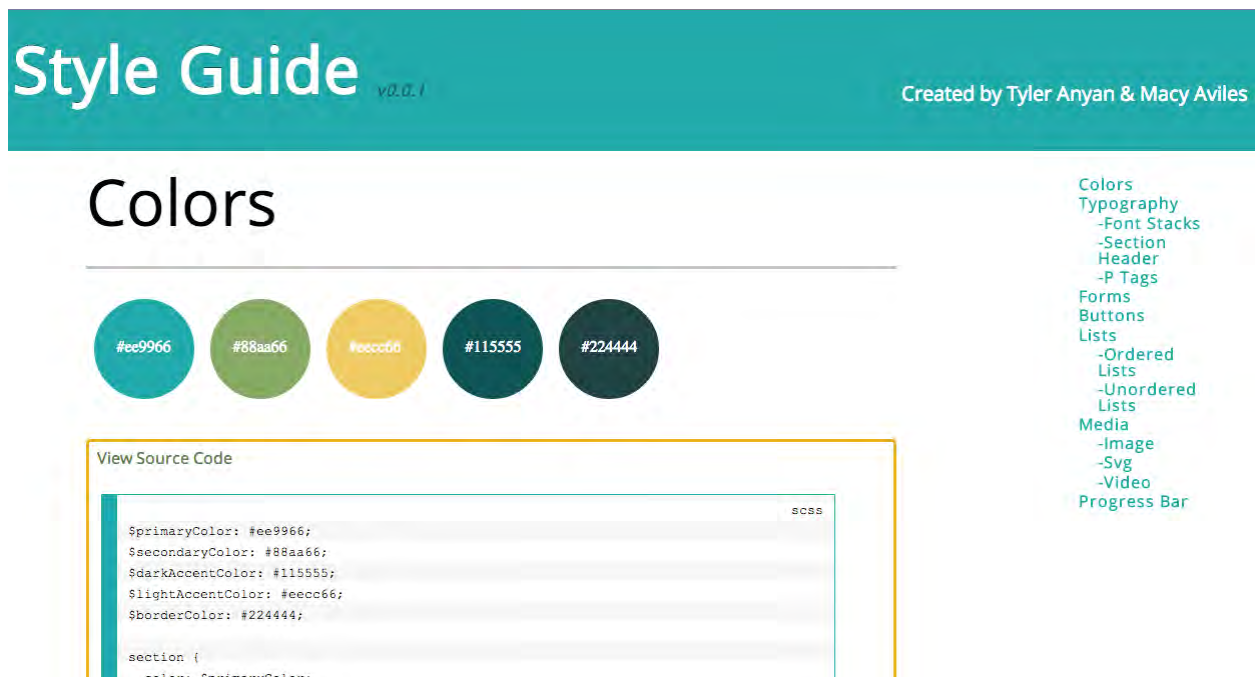 Style Guide v0.0.1
Created by Tyler Anyan & Macy Aviles
Colors
#ee9966 #88aa66 #eecc66 #115555 #224444
View Source Code
scss
$primaryColor: #ee9966;
$secondaryColor: #88aa66;
$darkAccentColor: #115555;
$lightAccentColor: #eecc66;
$borderColor: #224444;
section {
color: $primaryColor;
Colors
Typography
-Font Stacks
-Section
Header
-P Tags
Forms
Buttons
Lists
-Ordered
Lists
-Unordered
Lists
Media
-Image
-Svg
-Video
Progress Bar